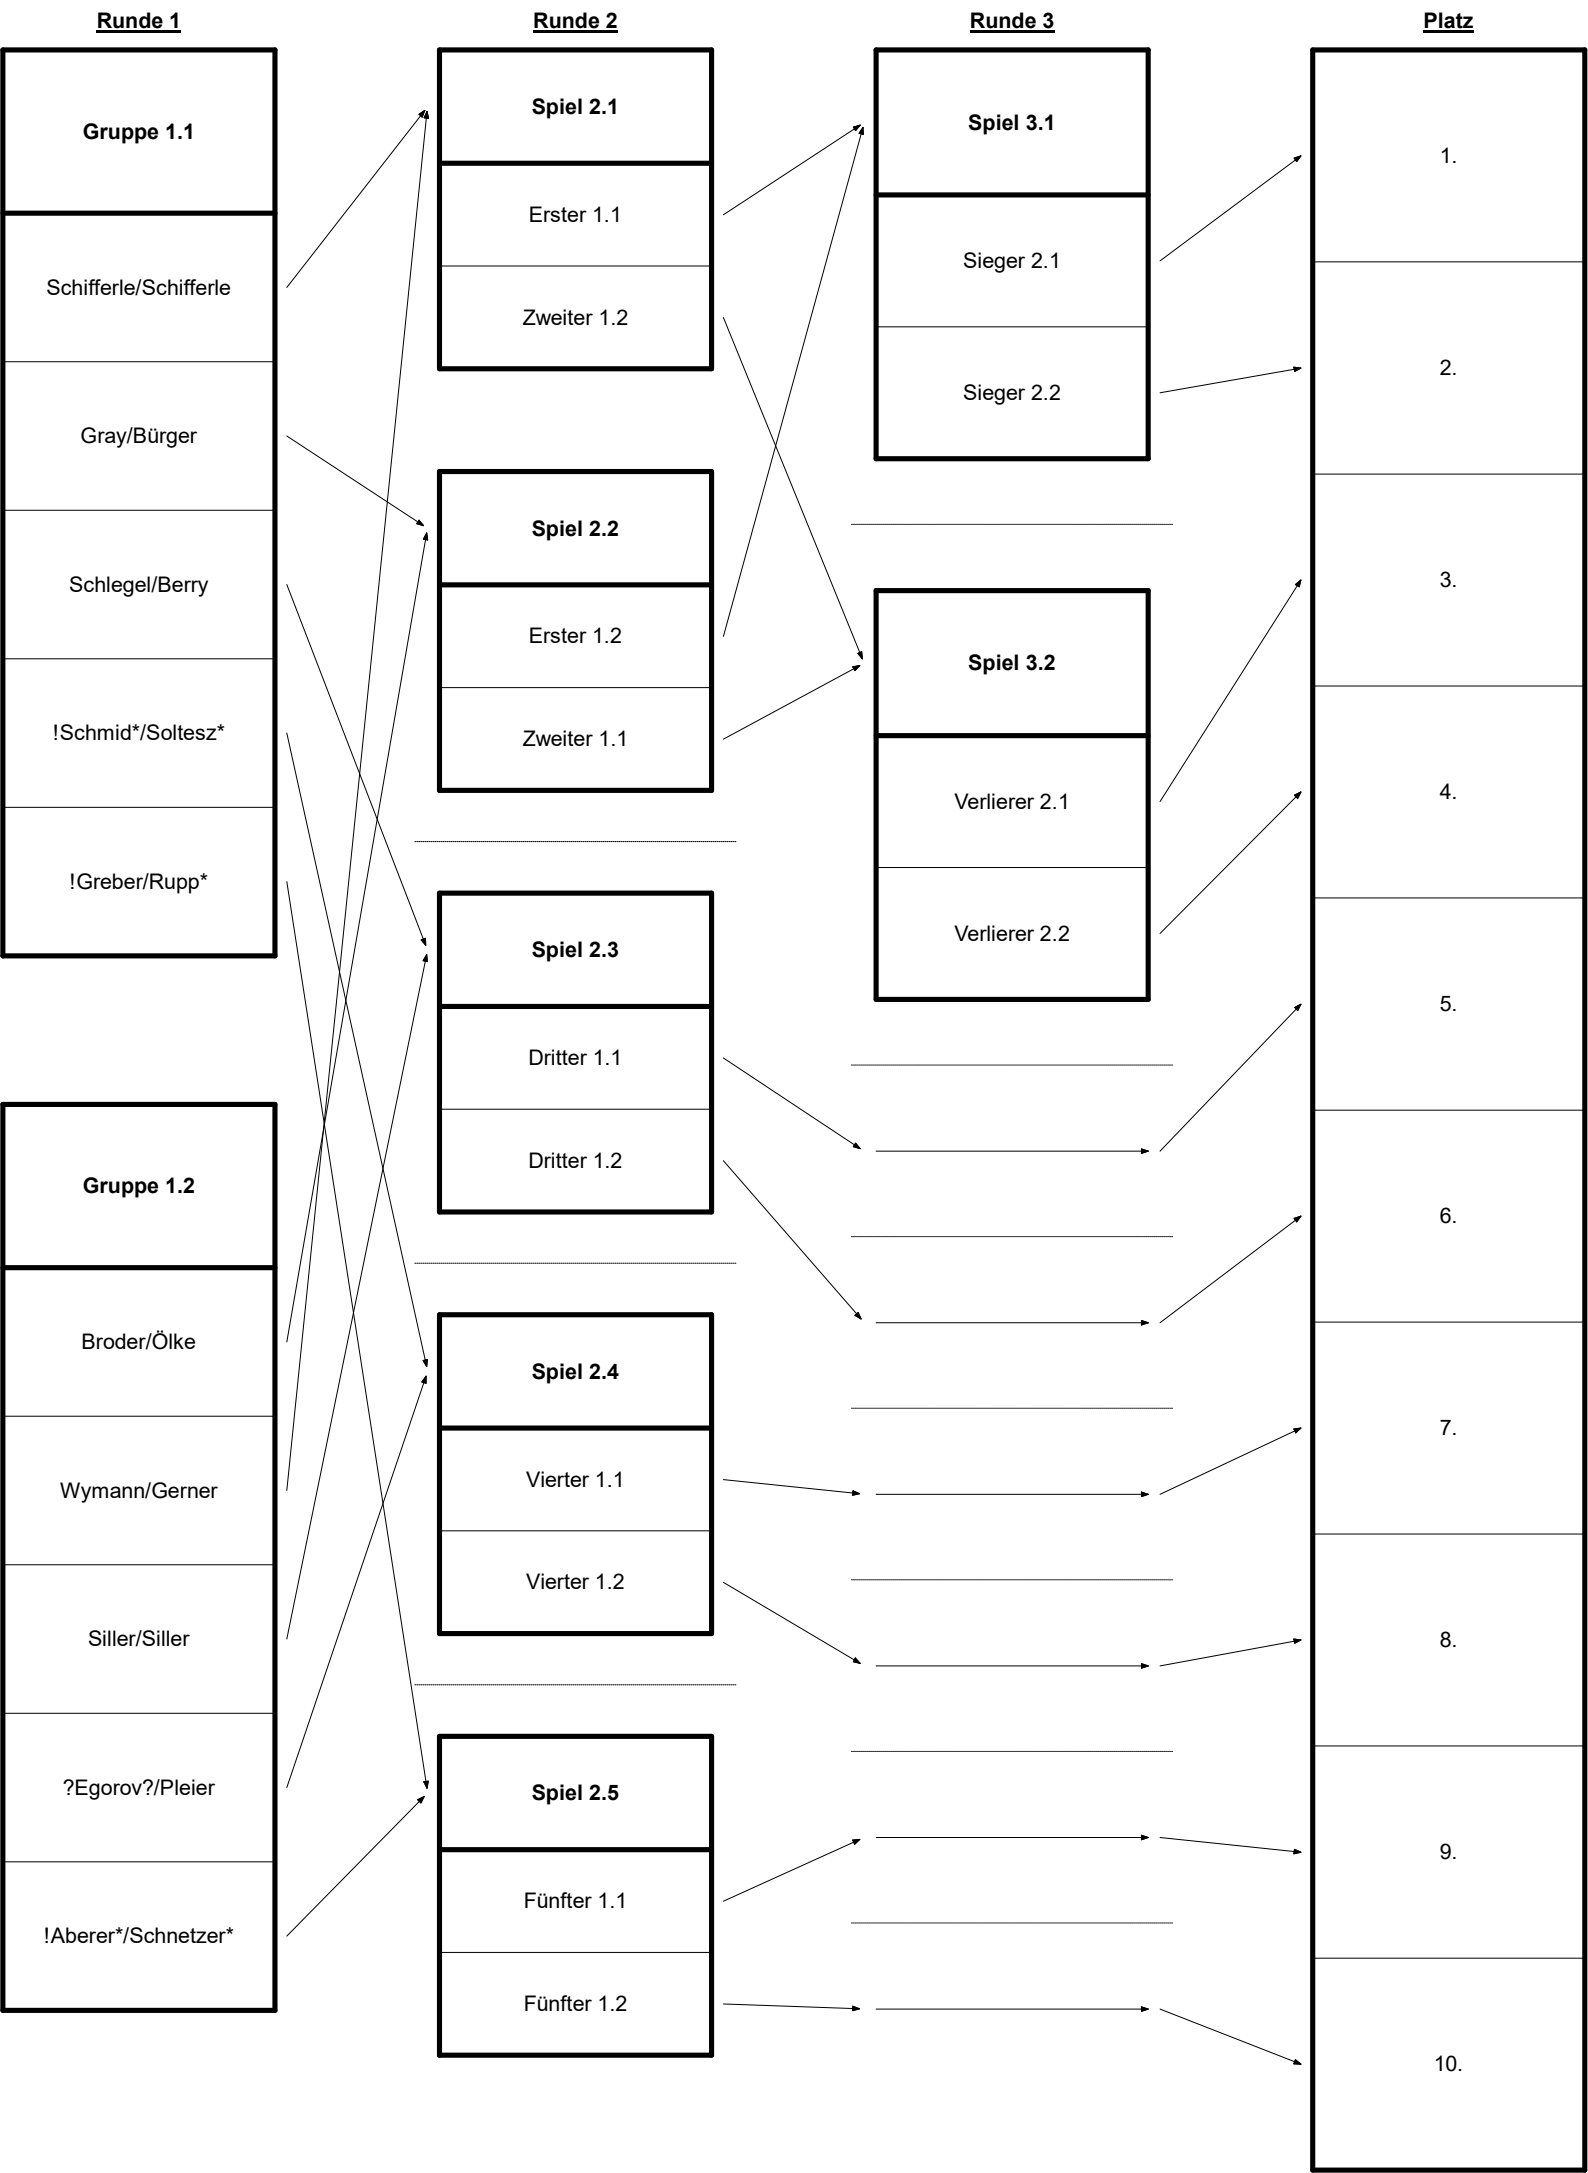 Runde 1
Runde 2
Runde 3
Platz
Gruppe 1.1
Schifferle/Schifferle
Gray/Bürger
Schlegel/Berry
!Schmid*/Soltesz*
!Greber/Rupp*
Gruppe 1.2
Broder/Ölke
Wymann/Gerner
Siller/Siller
?Egorov?/Pleier
!Aberer*/Schnetzer*
Spiel 2.1
Erster 1.1
Zweiter 1.2
Spiel 2.2
Erster 1.2
Zweiter 1.1
Spiel 2.3
Dritter 1.1
Dritter 1.2
Spiel 2.4
Vierter 1.1
Vierter 1.2
Spiel 2.5
Fünfter 1.1
Fünfter 1.2
Spiel 3.1
Sieger 2.1
Sieger 2.2
Spiel 3.2
Verlierer 2.1
Verlierer 2.2
1.
2.
3.
4.
5.
6.
7.
8.
9.
10.